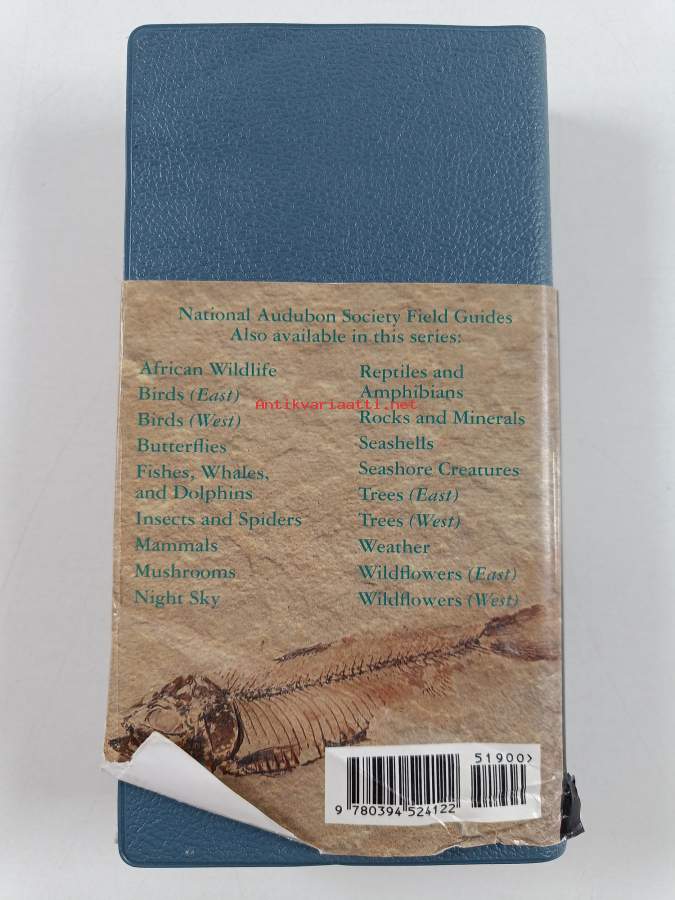 National Audubon Society Field Guides
Also available in this series:
African Wildlife
Birds (East)
Birds (West)
Butterflies
Fishes, Whales,
and Dolphins
Insects and Spiders
Mammals
Mushrooms
Night Sky
Reptiles and
Amphibians
Rocks and Minerals
Seashells
Seashore Creatures
Trees (East)
Trees (West)
Weather
Wildflowers (East)
Wildflowers (West)
Antikvariaatti.net
51900>
9 780394 524122